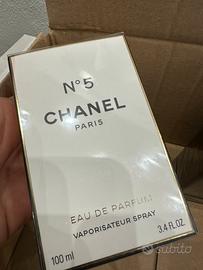 N°5
CHANEL
PARIS
EAU DE PARFUM
VAPORISATEUR SPRAY
100 ml
3.4 FL.OZ.
subito